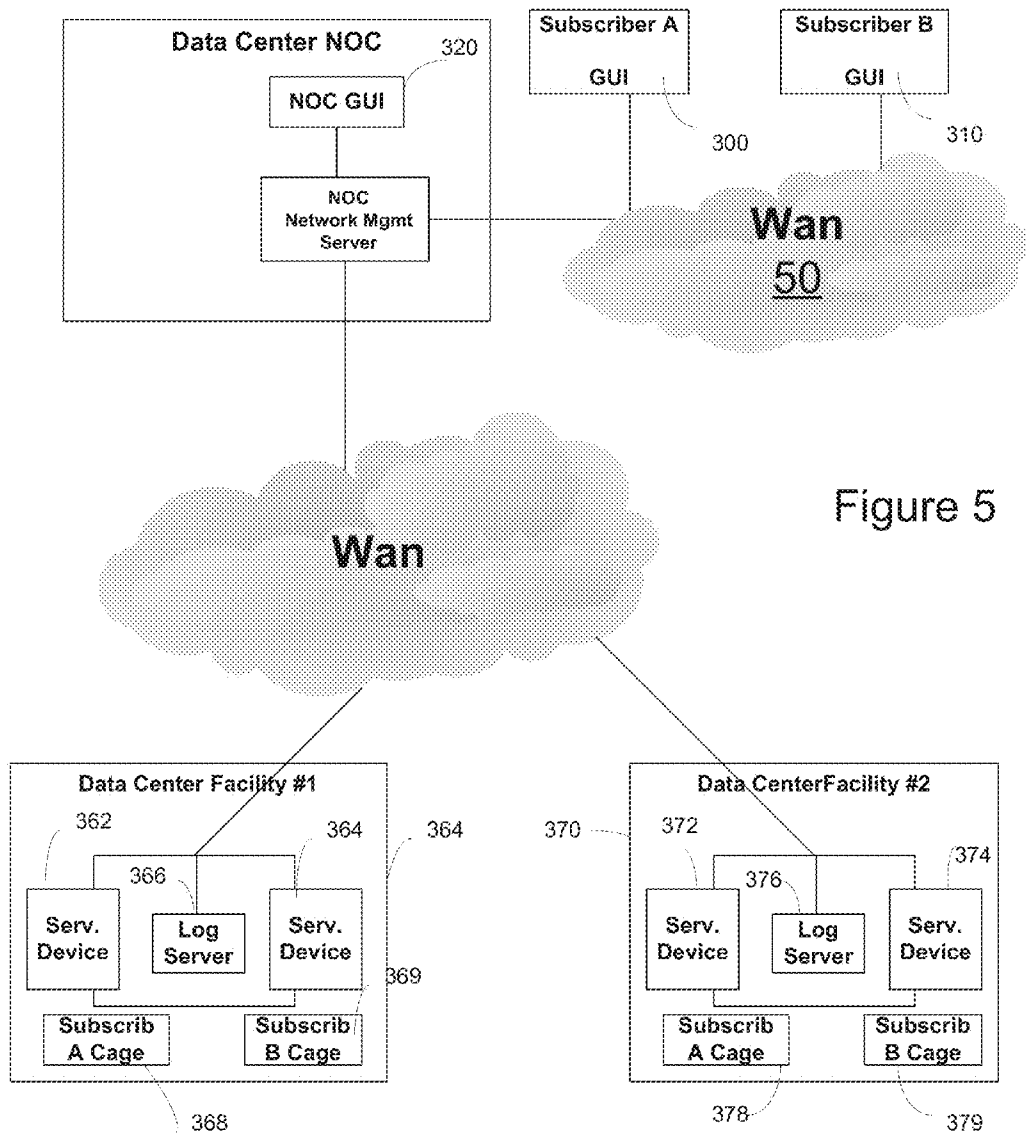 Data Center NOC
320
NOC GUI
NOC
Network Mgmt
Server
Subscriber A
GUI
300
Subscriber B
GUI
310
Wan
50
Wan
Figure 5
Data Center Facility #1
362
364
364
366
Serv.
Device
Log
Server
Serv.
Device
369
Subscrib
A Cage
Subscrib
B Cage
368
Data CenterFacility #2
370
372
374
376
Serv.
Device
Log
Server
Serv.
Device
Subscrib
A Cage
Subscrib
B Cage
378
379